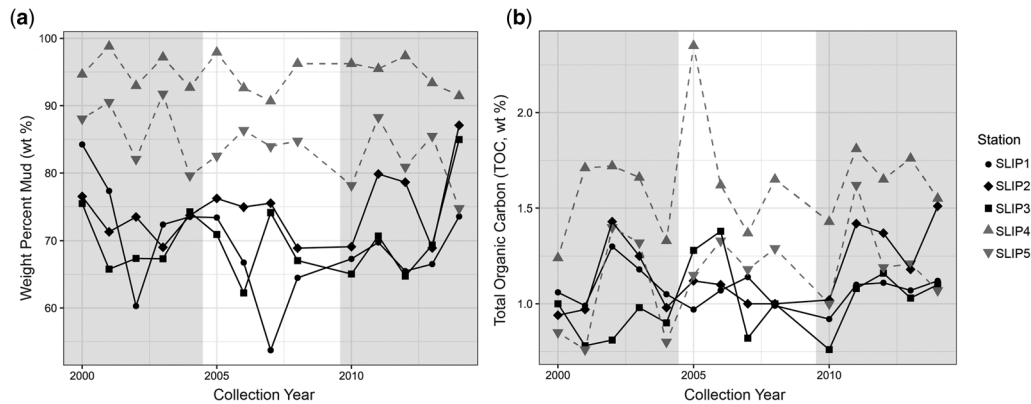 (a)
Weight Percent Mud (wt %)
100
90
80
70
60
2000
2005
2010
Collection Year
(b)
Total Organic Carbon (TOC, wt %)
2.0
1.5
1.0
2000
2005
2010
Collection Year
Station
SLIP1
SLIP2
SLIP3
SLIP4
SLIP5